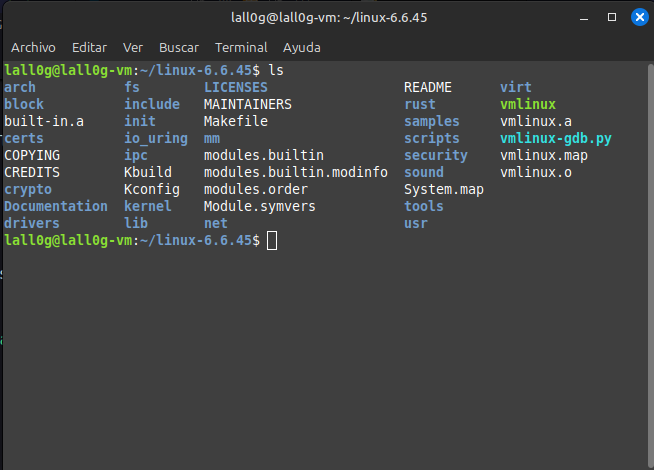 lall0g@lall0g-vm: ~/linux-6.6.45
Archivo Editar Ver Buscar Terminal Ayuda
lall0g@lall0g-vm:~/linux-6.6.45$ ls
arch fs LICENSES README virt
block include MAINTAINERS rust vmlinux
built-in.a init Makefile samples vmlinux.a
certs io_uring mm scripts vmlinux-gdb.py
COPYING ipc modules.builtin security vmlinux.map
CREDITS Kbuild modules.builtin.modinfo sound vmlinux.o
crypto Kconfig modules.order System.map
Documentation kernel Module.symvers tools
drivers lib net usr
lall0g@lall0g-vm:~/linux-6.6.45$